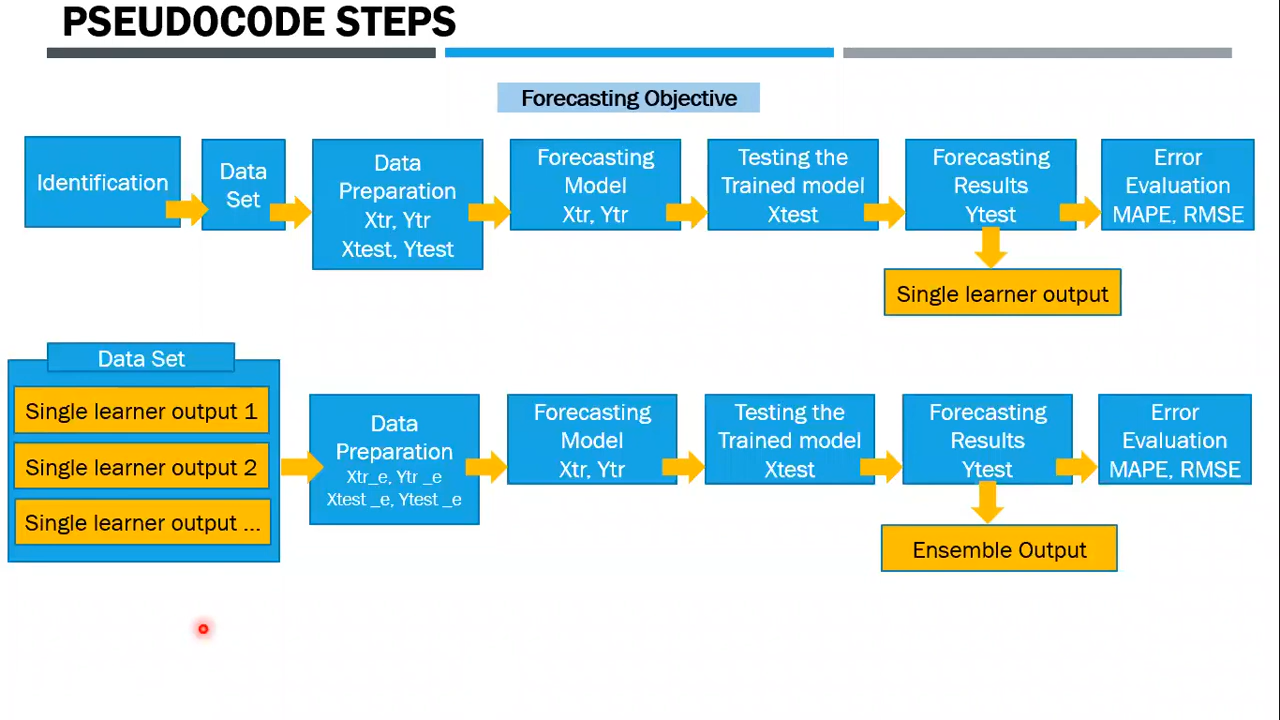 PSEUDOCODE STEPS
Forecasting Objective
Identification
Data
Set
Data
Preparation
Xtr, Ytr
Xtest, Ytest
Forecasting
Model
Xtr, Ytr
Testing the
Trained model
Xtest
Forecasting
Results
Ytest
Error
Evaluation
MAPE, RMSE
Single learner output
Data Set
Single learner output 1
Single learner output 2
Single learner output ...
Data
Preparation
Xtr_e, Ytr _e
Xtest _e, Ytest _e
Forecasting
Model
Xtr, Ytr
Testing the
Trained model
Xtest
Forecasting
Results
Ytest
Error
Evaluation
MAPE, RMSE
Ensemble Output